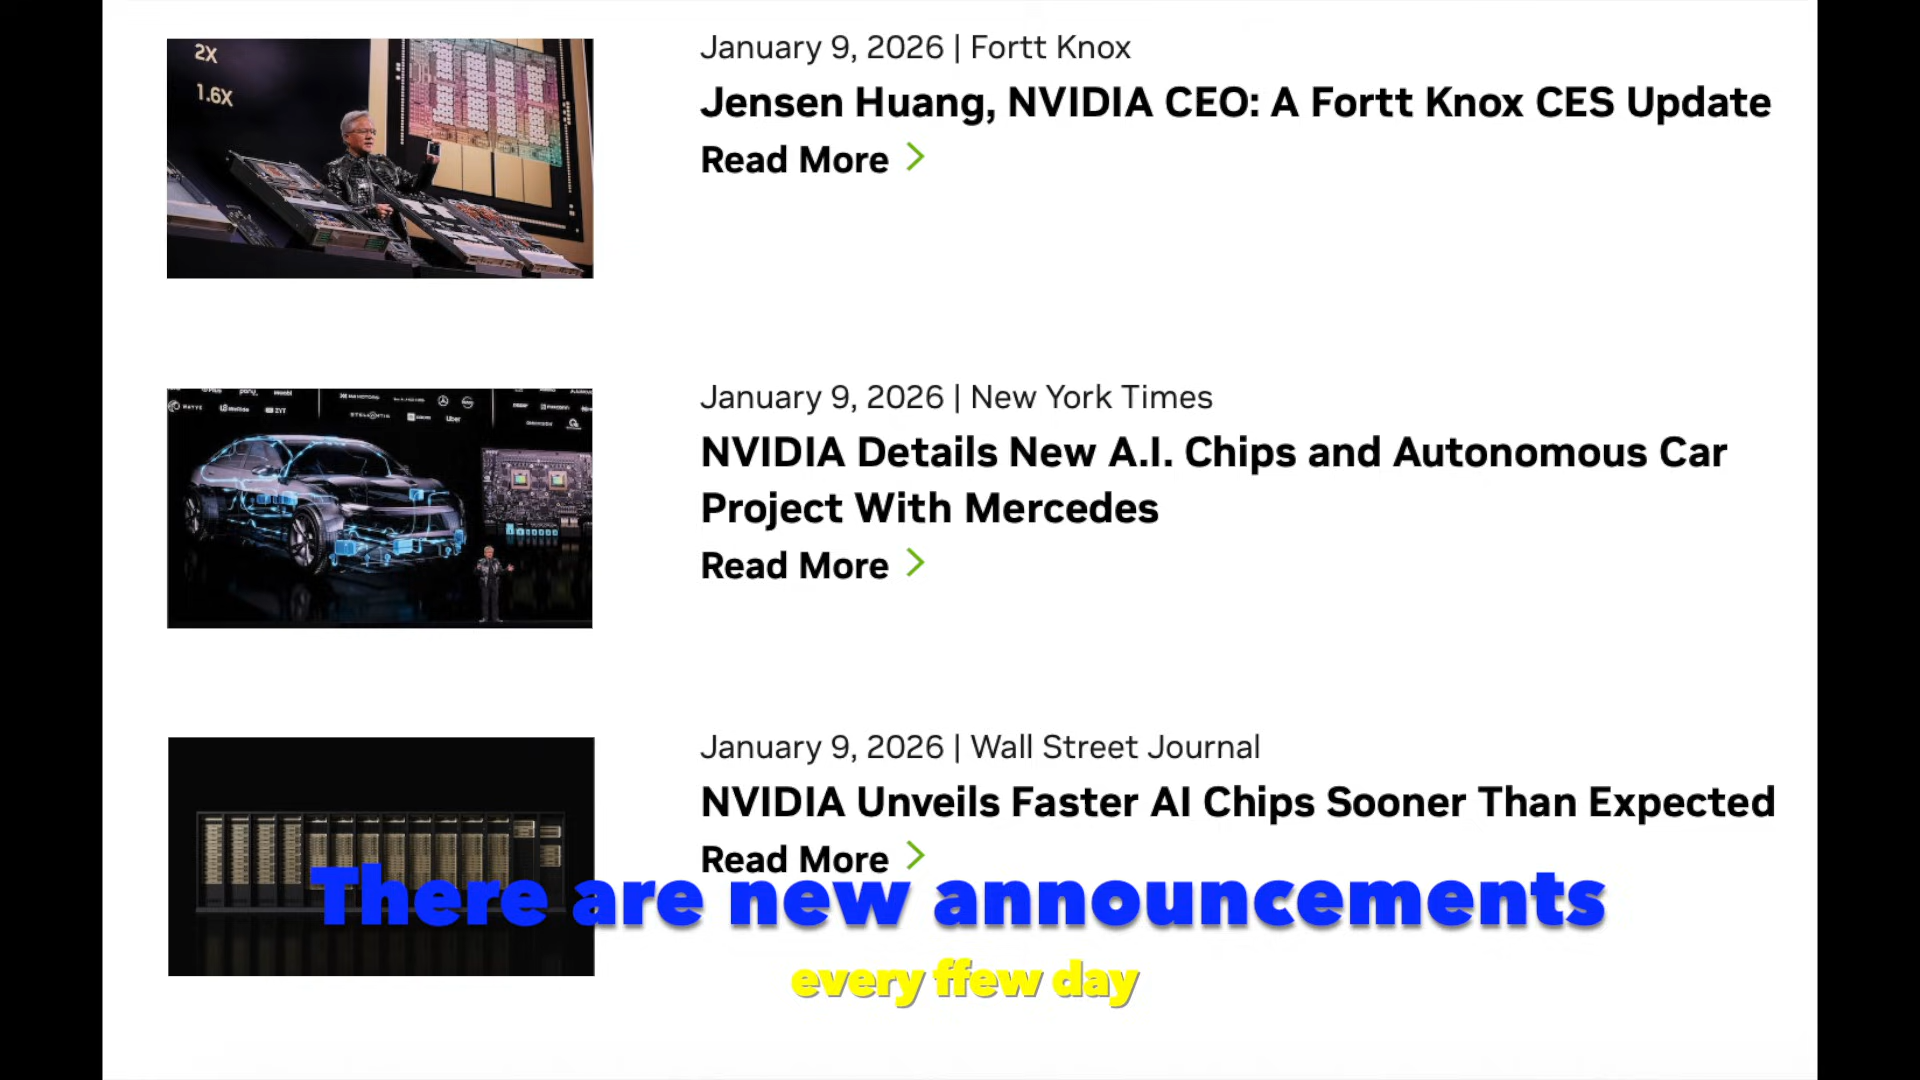 2X
1.6X
January 9, 2026 | Fortt Knox
Jensen Huang, NVIDIA CEO: A Fortt Knox CES Update
Read More
January 9, 2026 | New York Times
NVIDIA Details New A.I. Chips and Autonomous Car
Project With Mercedes
Read More
Uber
January 9, 2026 | Wall Street Journal
NVIDIA Unveils Faster AI Chips Sooner Than Expected
Read More
There are new announcements
every ffew day